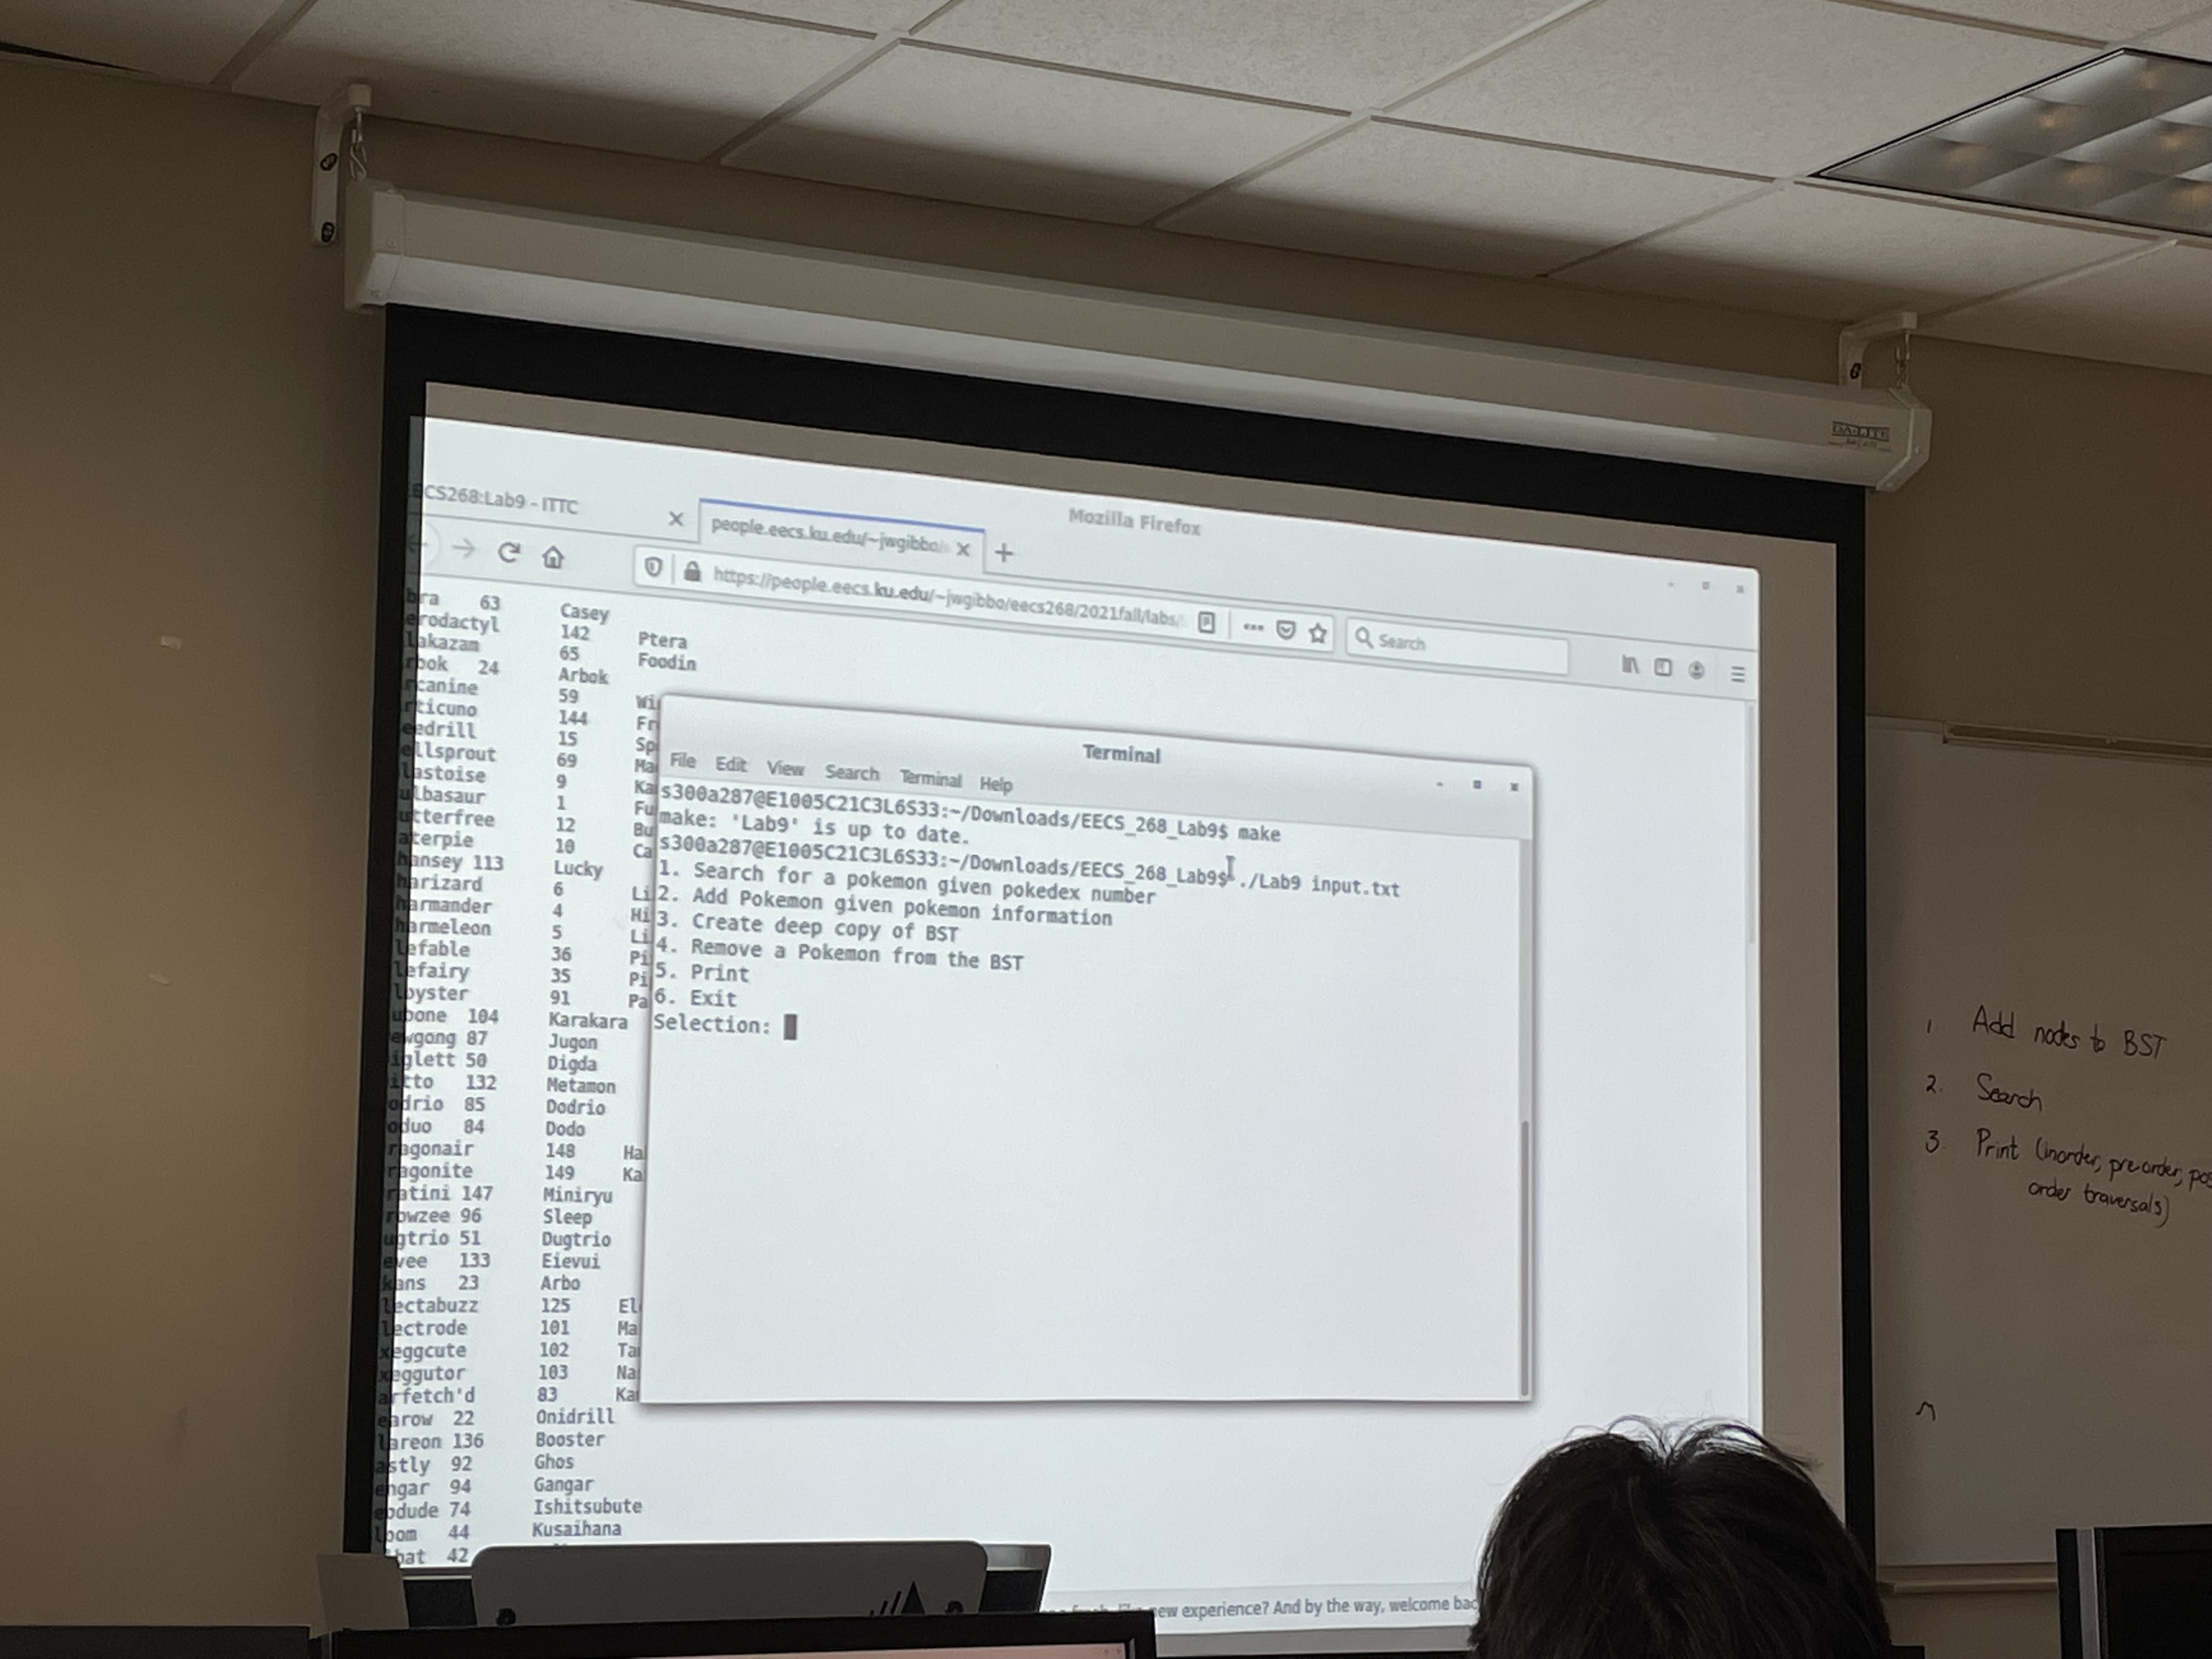 DA-LITE
Mozilla Firefox
ECS268:Lab9 - ITTC
people.eecs.ku.edu/~jwgibbo/
https://people.eecs.ku.edu/~jwgibbo/eecs268/2021fall/labs/
Search
bra 63 Casey
erodactyl 142 Ptera
lakazam 65 Foodin
rbok 24 Arbok
rcanine 59 Wi
rticuno 144 Fr
eedrill 15 Sp
ellsprout 69 Ma
lastoise 9 Ka
ulbasaur 1 Fu
utterfree 12 Bu
aterpie 10 Ca
hansey 113 Lucky
harizard 6 Li
harmander 4 Hi
harmeleon 5 Li
lefable 36 Pi
lefairy 35 Pi
loyster 91 Pa
ubone 104 Karakara
ewgong 87 Jugon
iglett 50 Digda
itto 132 Metamon
odrio 85 Dodrio
oduo 84 Dodo
ragonair 148 Ha
ragonite 149 Ka
ratini 147 Miniryu
rowzee 96 Sleep
ugtrio 51 Dugtrio
evee 133 Eievui
kans 23 Arbo
lectabuzz 125 El
lectrode 101 Ma
xeggcute 102 Ta
xeggutor 103 Na
arfetch'd 83 Ka
earow 22 Onidrill
lareon 136 Booster
astly 92 Ghos
engar 94 Gangar
eodude 74 Ishitsubute
loom 44 Kusaihana
bat 42
Terminal
File Edit View Search Terminal Help
s300a287@E1005C21C3L6S33:~/Downloads/EECS_268_Lab9$ make
make: 'Lab9' is up to date.
s300a287@E1005C21C3L6S33:~/Downloads/EECS_268_Lab9$ ./Lab9 input.txt
1. Search for a pokemon given pokedex number
2. Add Pokemon given pokemon information
3. Create deep copy of BST
4. Remove a Pokemon from the BST
5. Print
6. Exit
Selection:
new experience? And by the way, welcome bac
1 Add nodes to BST
2. Search
3 Print (inorder, pre-order, pos
order traversals)